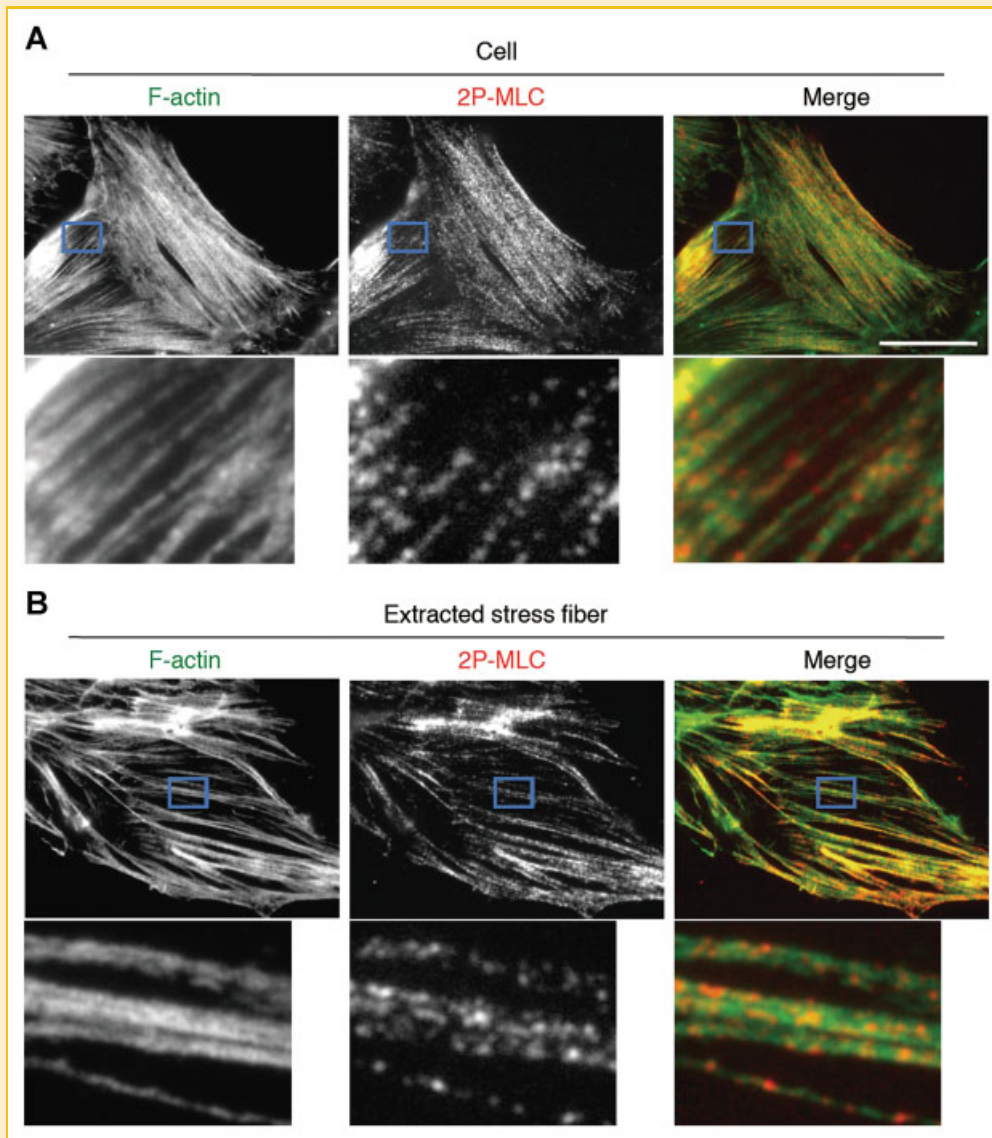 A
Cell
F-actin 2P-MLC Merge
B
Extracted stress fiber
F-actin 2P-MLC Merge